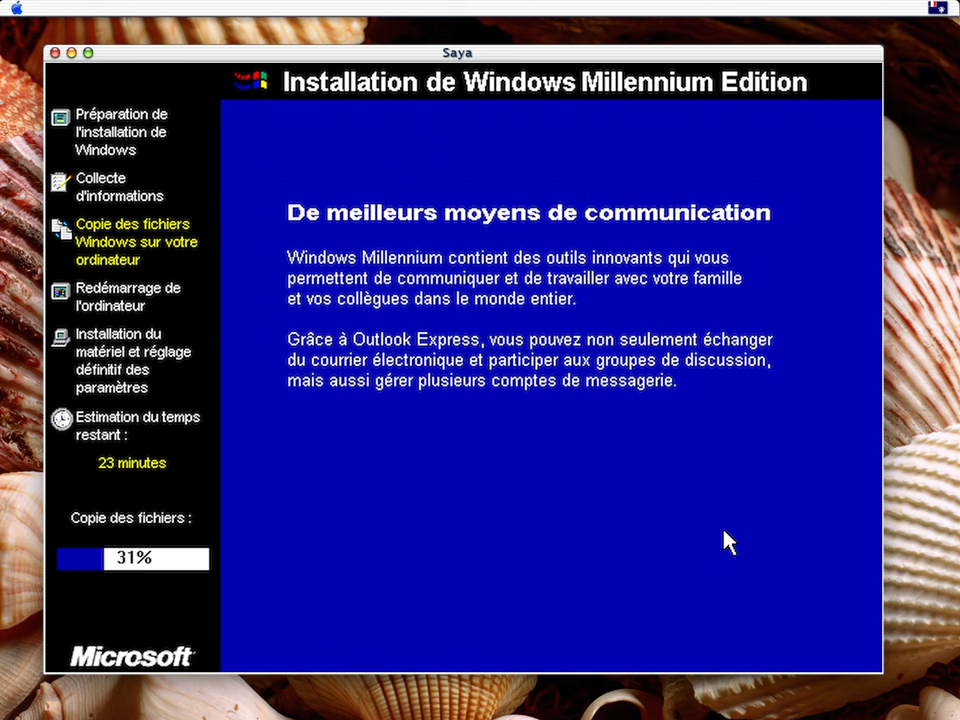 Saya
Installation de Windows Millennium Edition
Préparation de
l'installation de
Windows
Collecte
d'informations
Copie des fichiers
Windows sur votre
ordinateur
Redémarrage de
l'ordinateur
Installation du
matériel et réglage
définitif des
paramètres
Estimation du temps
restant :
23 minutes
Copie des fichiers :
31%
Microsoft
De meilleurs moyens de communication
Windows Millennium contient des outils innovants qui vous
permettent de communiquer et de travailler avec votre famille
et vos collègues dans le monde entier.
Grâce à Outlook Express, vous pouvez non seulement échanger
du courrier électronique et participer aux groupes de discussion,
mais aussi gérer plusieurs comptes de messagerie.